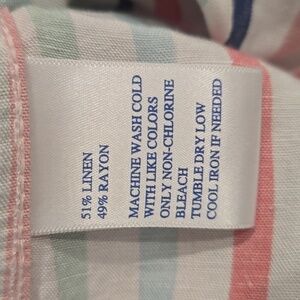 51% LINEN
49% RAYON
MACHINE WASH COLD
WITH LIKE COLORS
ONLY NON-CHLORINE
BLEACH
TUMBLE DRY LOW
COOL IRON IF NEEDED